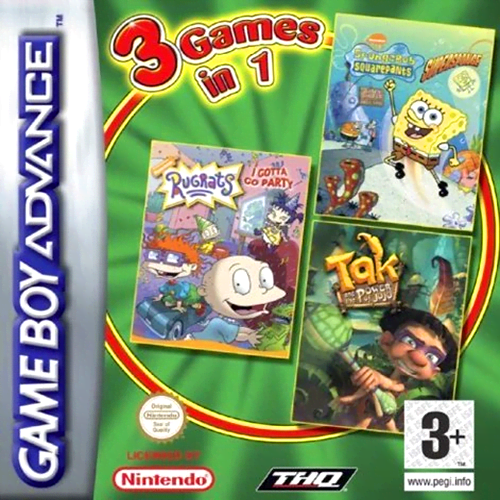 GAME BOY ADVANCE
3 Games
in 1
SPONGEBOB
SQUAREPANTS
SUPERSPONGE
RUGRATS
I GOTTA
GO PARTY
Tak
and the POWER
of JUJU
Original
Nintendo
Seal of
Quality
LICENSED BY
Nintendo
THQ
3+
www.pegi.info
TM